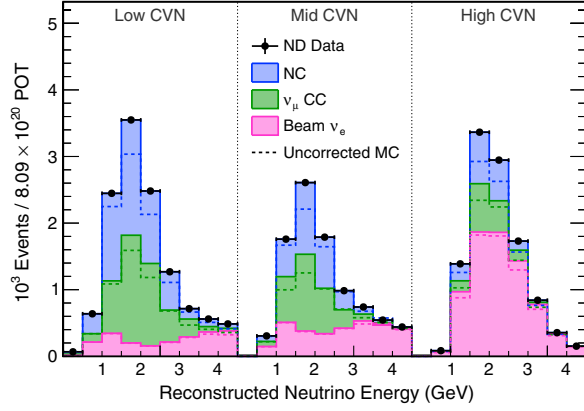 Low CVN Mid CVN High CVN
ND Data
NC
ν_μ CC
Beam ν_e
Uncorrected MC
10³ Events / 8.09 × 10²⁰ POT
5
4
3
2
1
0
1 2 3 4 1 2 3 4 1 2 3 4
Reconstructed Neutrino Energy (GeV)